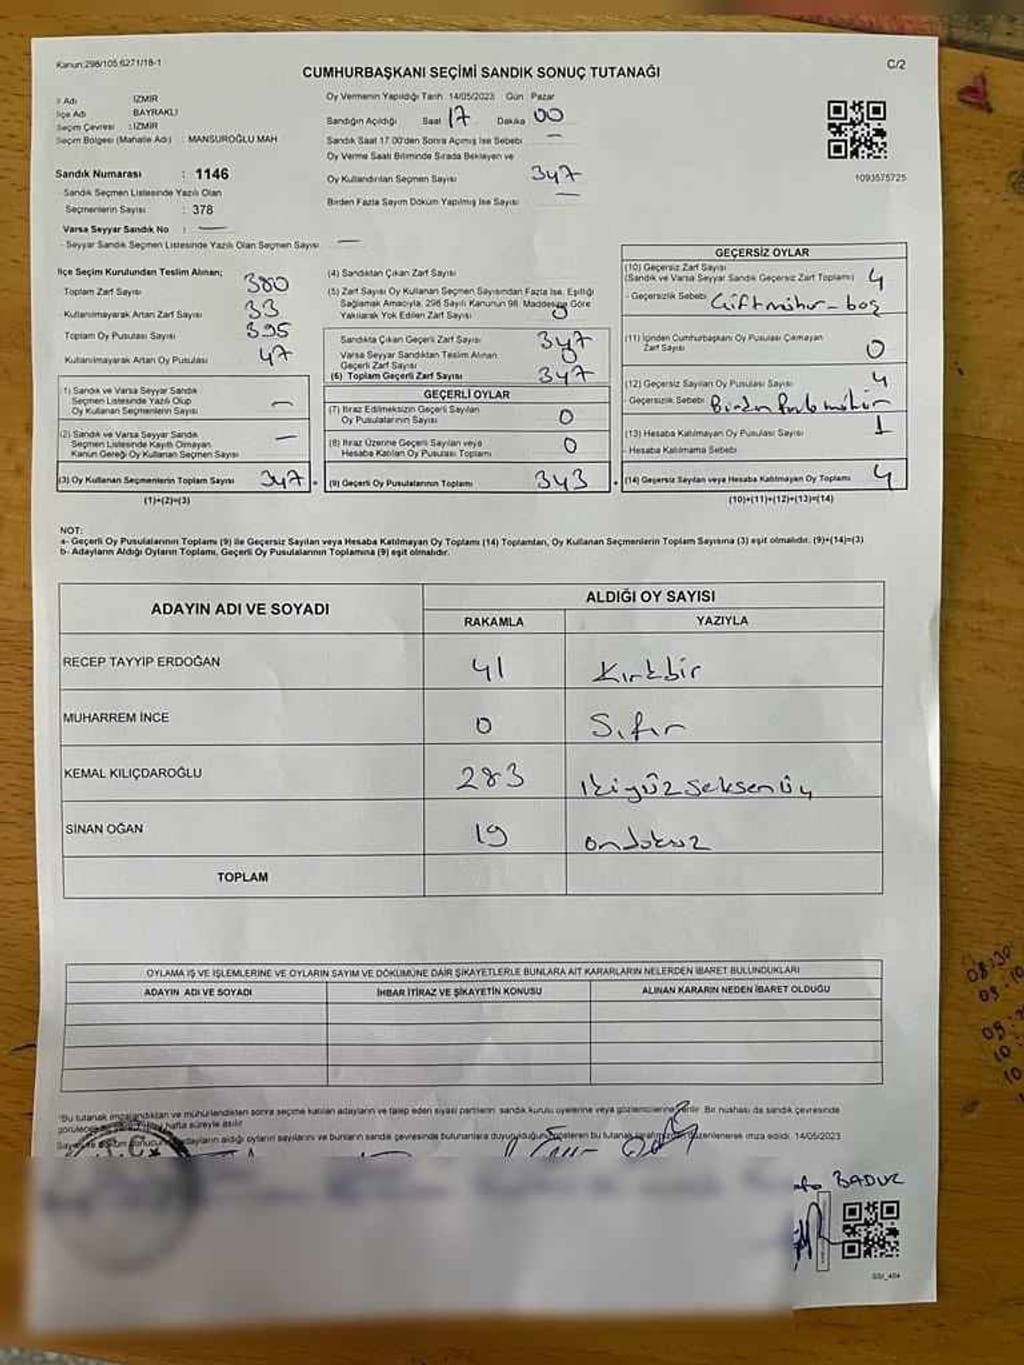 Kanun:298/105.6271/18-1
C/2
CUMHURBAŞKANI SEÇİMİ SANDIK SONUÇ TUTANAĞI
İl Adı İZMİR
İlçe Adı BAYRAKLI
Seçim Çevresi : İZMİR
Seçim Bölgesi (Mahalle Adı) : MANSUROĞLU MAH
Sandık Numarası : 1146
Sandık Seçmen Listesinde Yazılı Olan
Seçmenlerin Sayısı : 378
Varsa Seyyar Sandık No : —
- Seyyar Sandık Seçmen Listesinde Yazılı Olan Seçmen Sayısı —
Oy Vermenin Yapıldığı Tarih 14/05/2023 Gün Pazar
Sandığın Açıldığı Saat 17 Dakika 00
Sandık Saat 17.00'den Sonra Açılmış İse Sebebi —
Oy Verme Saati Bitiminde Sırada Bekleyen ve
Oy Kullandırılan Seçmen Sayısı 347
Birden Fazla Sayım Döküm Yapılmış İse Sayısı —
1093575725
İlçe Seçim Kurulundan Teslim Alınan;
Toplam Zarf Sayısı 380
- Kullanılmayarak Artan Zarf Sayısı 33
Toplam Oy Pusulası Sayısı 395
Kullanılmayarak Artan Oy Pusulası 47
(1) Sandık ve Varsa Seyyar Sandık
Seçmen Listesinde Yazılı Olup
Oy Kullanan Seçmenlerin Sayısı —
(2) Sandık ve Varsa Seyyar Sandık
Seçmen Listesinde Kayıtlı Olmayan
Kanun Gereği Oy Kullanan Seçmen Sayısı —
(3) Oy Kullanan Seçmenlerin Toplam Sayısı 347
(1)+(2)=(3)
(4) Sandıktan Çıkan Zarf Sayısı
(5) Zarf Sayısı Oy Kullanan Seçmen Sayısından Fazla İse, Eşitliği
Sağlamak Amacıyla, 298 Sayılı Kanunun 98. Maddesine Göre
Yakılarak Yok Edilen Zarf Sayısı 0
Sandıkta Çıkan Geçerli Zarf Sayısı 347
Varsa Seyyar Sandıktan Teslim Alınan
Geçerli Zarf Sayısı 0
(6) Toplam Geçerli Zarf Sayısı 347
GEÇERLİ OYLAR
(7) İtiraz Edilmeksizin Geçerli Sayılan
Oy Pusulalarının Sayısı 0
(8) İtiraz Üzerine Geçerli Sayılan veya
Hesaba Katılan Oy Pusulası Toplamı 0
(9) Geçerli Oy Pusulalarının Toplamı 343
GEÇERSİZ OYLAR
(10) Geçersiz Zarf Sayısı
(Sandık ve Varsa Seyyar Sandık Geçersiz Zarf Toplamı) 4
- Geçersizlik Sebebi Çift mühür - boş
(11) İçinden Cumhurbaşkanı Oy Pusulası Çıkmayan
Zarf Sayısı 0
(12) Geçersiz Sayılan Oy Pusulası Sayısı 4
- Geçersizlik Sebebi Birden fazla mühür
(13) Hesaba Katılmayan Oy Pusulası Sayısı 1
- Hesaba Katılmama Sebebi
(14) Geçersiz Sayılan veya Hesaba Katılmayan Oy Toplamı 4
(10)+(11)+(12)+(13)=(14)
NOT:
a- Geçerli Oy Pusulalarının Toplamı (9) ile Geçersiz Sayılan veya Hesaba Katılmayan Oy Toplamı (14) Toplamları, Oy Kullanan Seçmenlerin Toplam Sayısına (3) eşit olmalıdır. (9)+(14)=(3)
b- Adayların Aldığı Oyların Toplamı, Geçerli Oy Pusulalarının Toplamına (9) eşit olmalıdır.
ADAYIN ADI VE SOYADI ALDIĞI OY SAYISI
RAKAMLA YAZIYLA
RECEP TAYYİP ERDOĞAN 41 Kırkbir
MUHARREM İNCE 0 Sıfır
KEMAL KILIÇDAROĞLU 283 ikiyüzseksenüç
SİNAN OĞAN 19 ondokuz
TOPLAM
OYLAMA İŞ VE İŞLEMLERİNE VE OYLARIN SAYIM VE DÖKÜMÜNE DAİR ŞİKAYETLERLE BUNLARA AİT KARARLARIN NELERDEN İBARET BULUNDUKLARI
ADAYIN ADI VE SOYADI İHBAR İTİRAZ VE ŞİKAYETİN KONUSU ALINAN KARARIN NEDEN İBARET OLDUĞU
*Bu tutanak imzalandıktan ve mühürlendikten sonra seçime katılan adayların ve talep eden siyasi partilerin sandık kurulu üyelerine veya gözlemcilerine verilir. Bir nüshası da sandık çevresinde
hafta süreyle asılır
adayların aldığı oyların sayılarını ve bunların sandık çevresinde bulunanlara duyurulduğunu gösteren bu tutanak düzenlenerek imza edildi. 14/05/2023
T.C.
BADUR
SSI_404
08:30
09:10